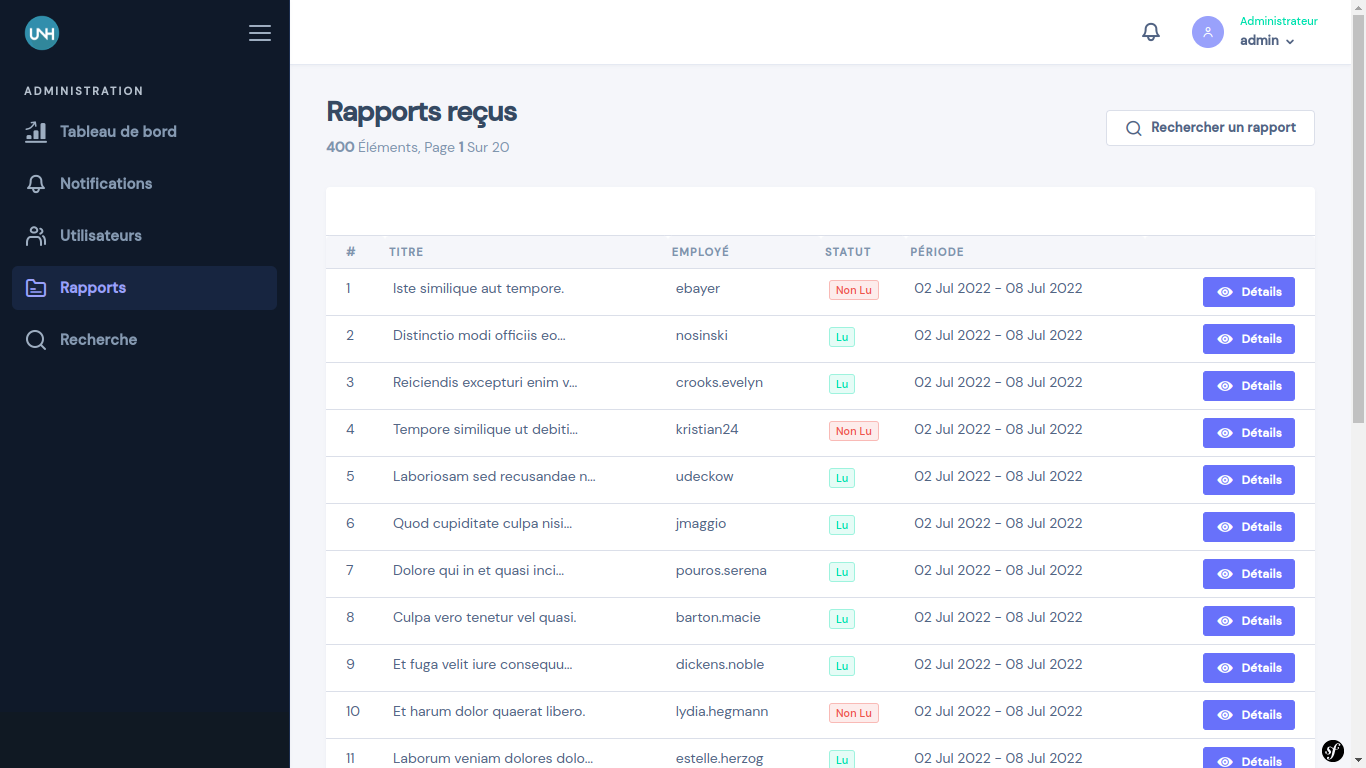 UNH
ADMINISTRATION
Tableau de bord
Notifications
Utilisateurs
Rapports
Recherche
Administrateur
admin
Rapports reçus
400 Éléments, Page 1 Sur 20
Rechercher un rapport
# TITRE EMPLOYÉ STATUT PÉRIODE
1 Iste similique aut tempore. ebayer Non Lu 02 Jul 2022 - 08 Jul 2022 Détails
2 Distinctio modi officiis eo... nosinski Lu 02 Jul 2022 - 08 Jul 2022 Détails
3 Reiciendis excepturi enim v... crooks.evelyn Lu 02 Jul 2022 - 08 Jul 2022 Détails
4 Tempore similique ut debiti... kristian24 Non Lu 02 Jul 2022 - 08 Jul 2022 Détails
5 Laboriosam sed recusandae n... udeckow Lu 02 Jul 2022 - 08 Jul 2022 Détails
6 Quod cupiditate culpa nisi... jmaggio Lu 02 Jul 2022 - 08 Jul 2022 Détails
7 Dolore qui in et quasi inci... pouros.serena Lu 02 Jul 2022 - 08 Jul 2022 Détails
8 Culpa vero tenetur vel quasi. barton.macie Lu 02 Jul 2022 - 08 Jul 2022 Détails
9 Et fuga velit iure consequu... dickens.noble Lu 02 Jul 2022 - 08 Jul 2022 Détails
10 Et harum dolor quaerat libero. lydia.hegmann Non Lu 02 Jul 2022 - 08 Jul 2022 Détails
11 Laborum veniam dolores dolo... estelle.herzog Lu 02 Jul 2022 - 08 Jul 2022 Détails
sf